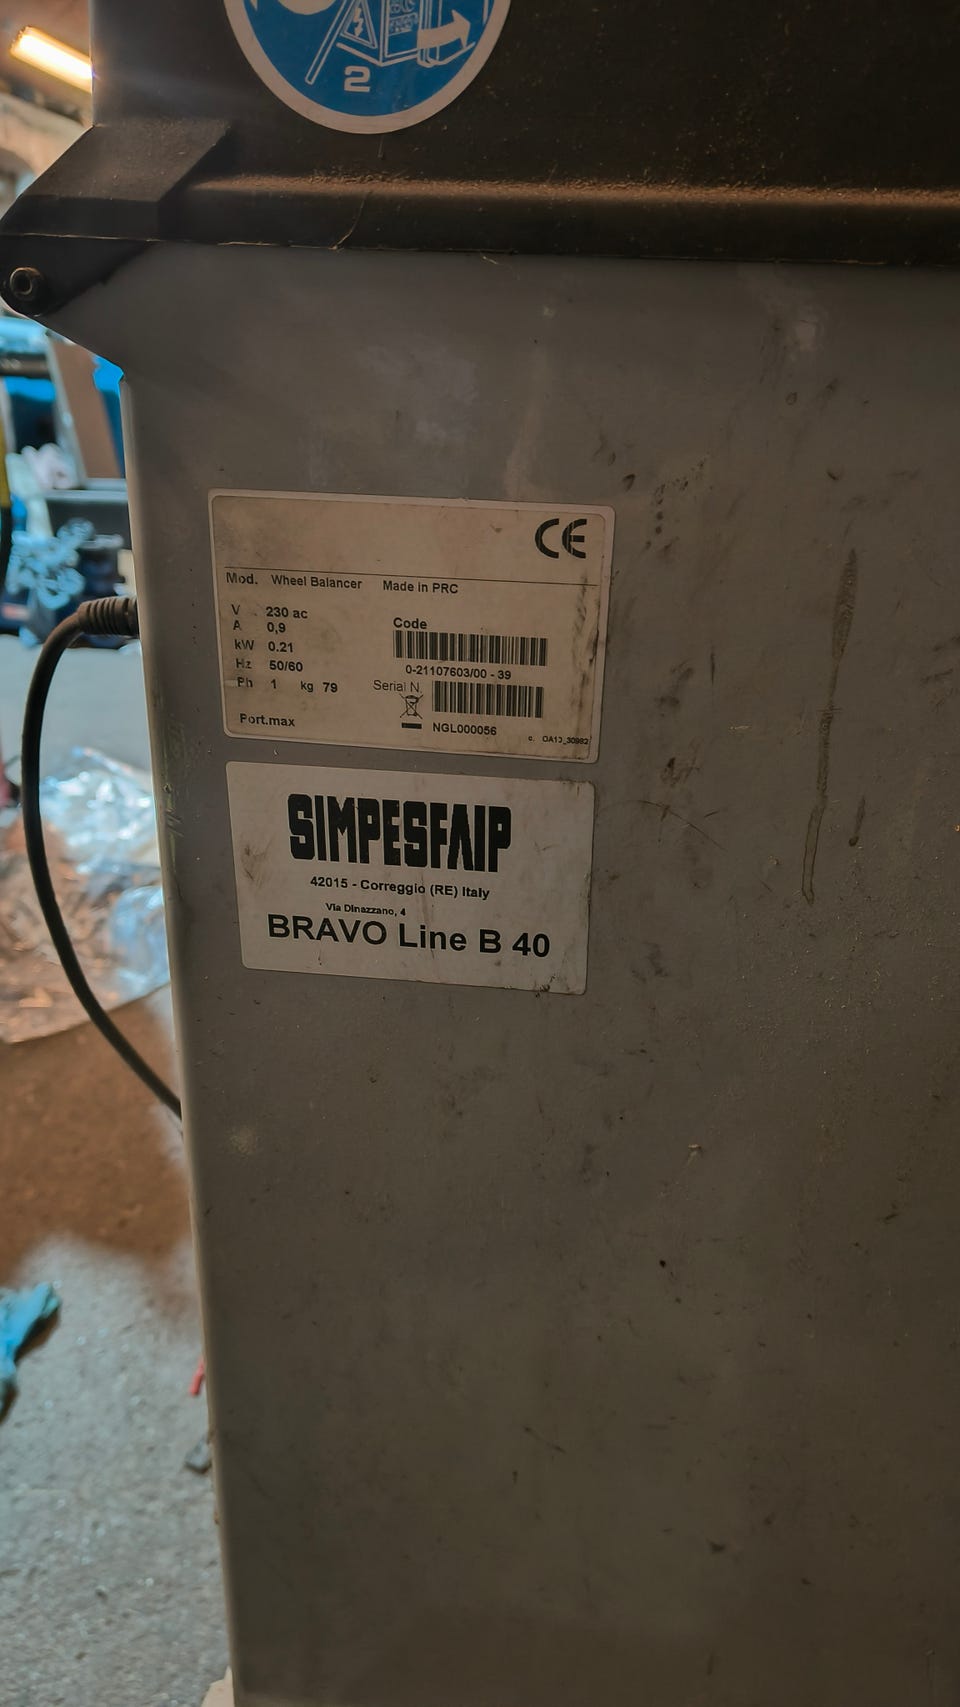 2
CE
Mod. Wheel Balancer Made in PRC
V 230 ac
A 0,9
kW 0.21
Hz 50/60
Ph 1 kg 79
Port.max
Code
0-21107603/00 - 39
Serial N.
NGL000056
SIMPESFAIP
42015 - Correggio (RE) Italy
Via Dinazzano, 4
BRAVO Line B 40